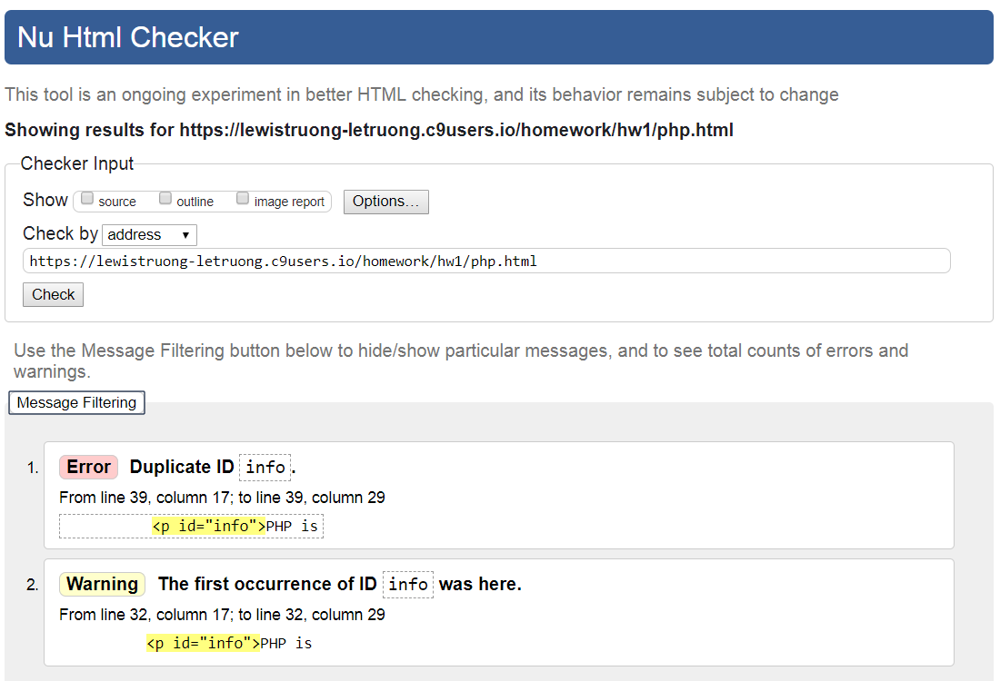 Nu Html Checker
This tool is an ongoing experiment in better HTML checking, and its behavior remains subject to change
Showing results for https://lewistruong-letruong.c9users.io/homework/hw1/php.html
Checker Input
Show source outline image report Options...
Check by address ▼
https://lewistruong-letruong.c9users.io/homework/hw1/php.html
Check
Use the Message Filtering button below to hide/show particular messages, and to see total counts of errors and
warnings.
Message Filtering
1. Error Duplicate ID info.
From line 39, column 17; to line 39, column 29
<p id="info">PHP is
2. Warning The first occurrence of ID info was here.
From line 32, column 17; to line 32, column 29
<p id="info">PHP is